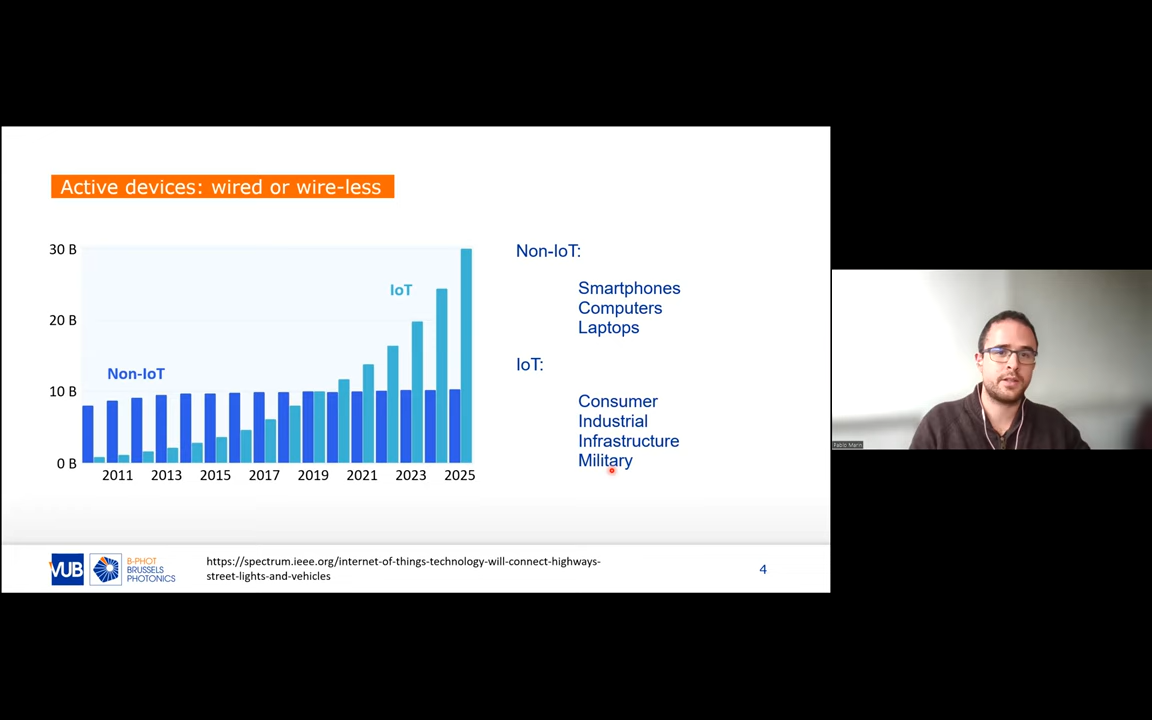 Active devices: wired or wire-less
30 B
20 B
10 B
0 B
IoT
Non-IoT
2011 2013 2015 2017 2019 2021 2023 2025
Non-IoT:
Smartphones
Computers
Laptops
IoT:
Consumer
Industrial
Infrastructure
Military
VUB
B-PHOT
BRUSSELS
PHOTONICS
https://spectrum.ieee.org/internet-of-things-technology-will-connect-highways-
street-lights-and-vehicles
4
Pablo Marin